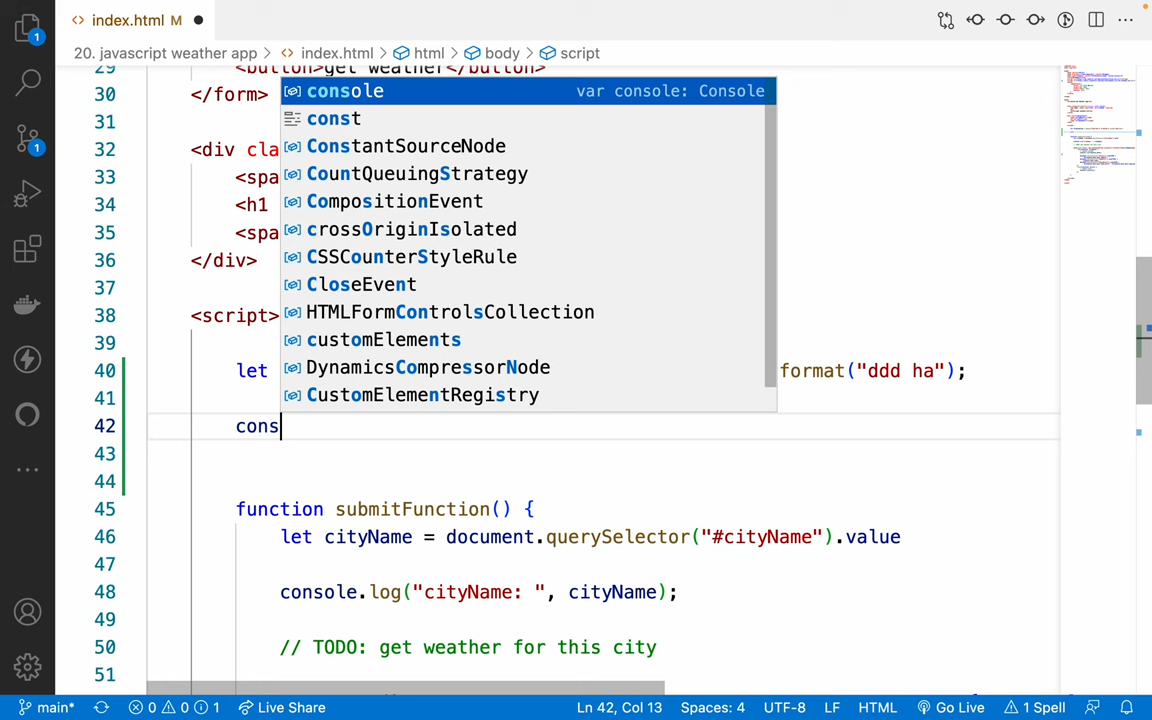 index.html M
20. javascript weather app > index.html > html > body > script
1
1
29 <button>get weather</button>
30 </form>
31
32 <div cla
33 <spa
34 <h1
35 <spa
36 </div>
37
38 <script>
39
40 let format("ddd ha");
41
42 cons
43
44
45 function submitFunction() {
46 let cityName = document.querySelector("#cityName").value
47
48 console.log("cityName: ", cityName);
49
50 // TODO: get weather for this city
51
console var console: Console
const
ConstantSourceNode
CountQueuingStrategy
CompositionEvent
crossOriginIsolated
CSSCounterStyleRule
CloseEvent
HTMLFormControlsCollection
customElements
DynamicsCompressorNode
CustomElementRegistry
main* 0 0 1 Live Share Ln 42, Col 13 Spaces: 4 UTF-8 LF HTML Go Live 1 Spell